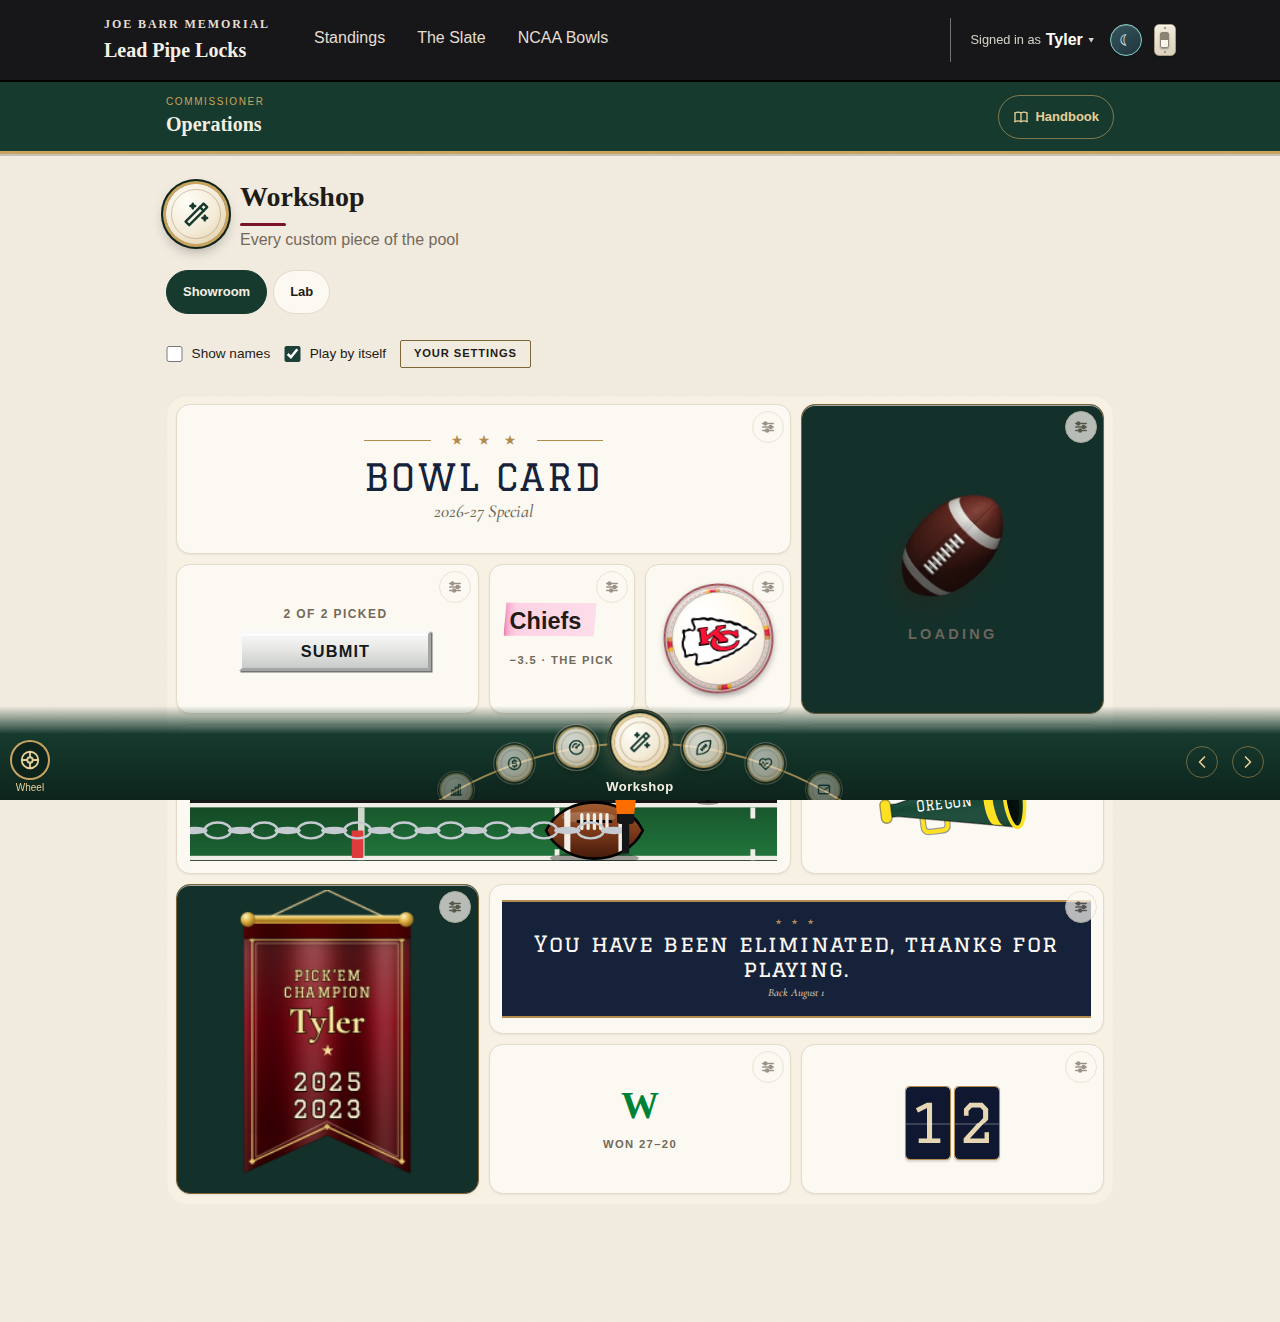 JOE BARR MEMORIAL
Lead Pipe Locks
Standings
The Slate
NCAA Bowls
Signed in as Tyler
COMMISSIONER
Operations
Handbook
Workshop
Every custom piece of the pool
Showroom
Lab
Show names
Play by itself
YOUR SETTINGS
BOWL CARD
2026-27 Special
LOADING
2 OF 2 PICKED
SUBMIT
Chiefs
−3.5 · THE PICK
KC
Wheel
Workshop
OREGON
PICK'EM
CHAMPION
Tyler
2025
2023
YOU HAVE BEEN ELIMINATED, THANKS FOR
PLAYING.
Back August 1
W
WON 27–20
12